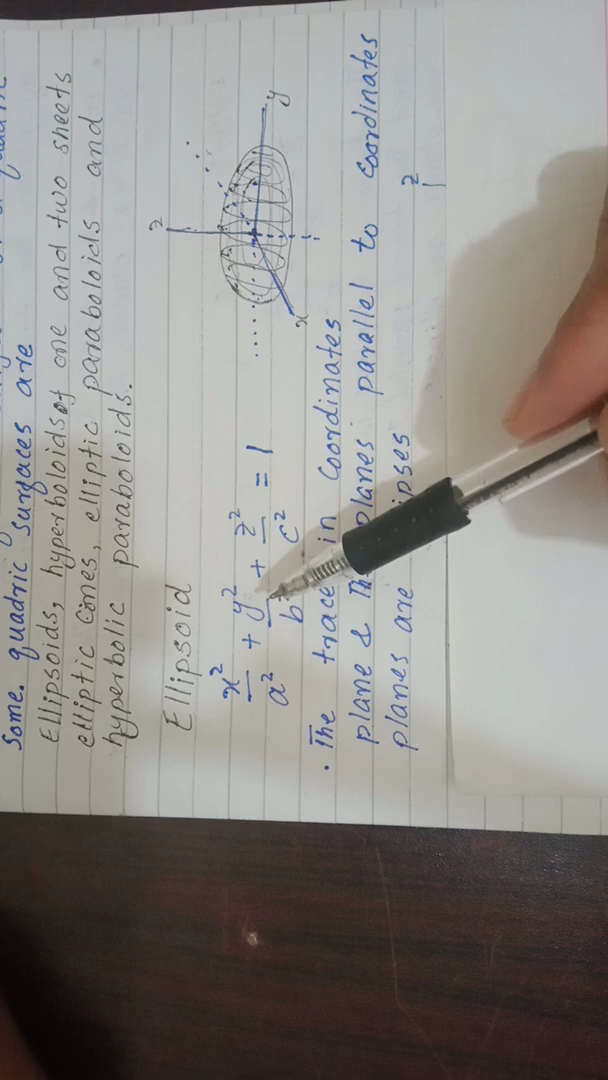 some. quadric surfaces are
Ellipsoids, hyperboloids of one and two sheets
elliptic cones, elliptic paraboloids and
hyperbolic paraboloids.
Ellipsoid
x²/a² + y²/b² + z²/c² = 1
z
y
x
. The trace in coordinates
plane & planes parallel to coordinates
planes are
z